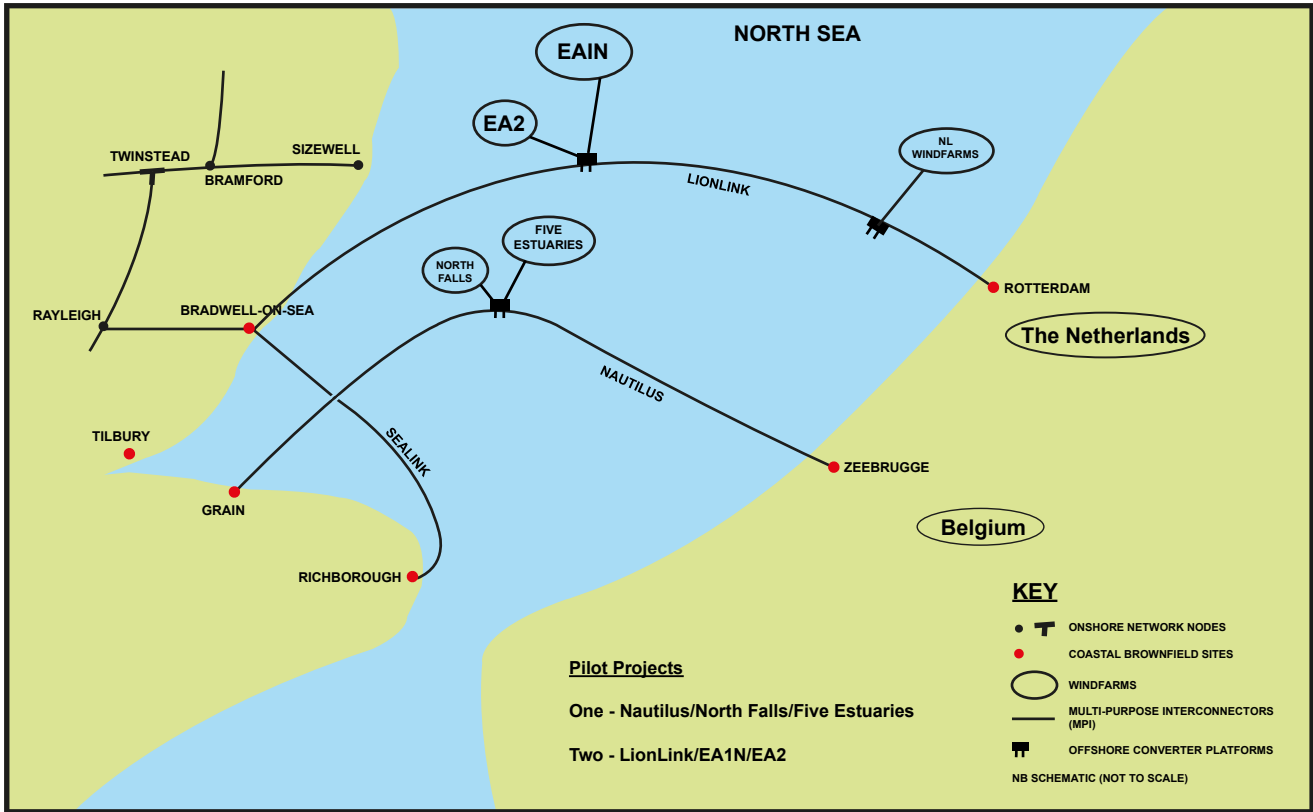 NORTH SEA
EAIN
EA2
NL
WINDFARMS
TWINSTEAD
SIZEWELL
BRAMFORD
LIONLINK
FIVE
ESTUARIES
NORTH
FALLS
ROTTERDAM
RAYLEIGH
BRADWELL-ON-SEA
The Netherlands
NAUTILUS
TILBURY
SEALINK
ZEEBRUGGE
GRAIN
Belgium
RICHBOROUGH
KEY
ONSHORE NETWORK NODES
COASTAL BROWNFIELD SITES
WINDFARMS
MULTI-PURPOSE INTERCONNECTORS
(MPI)
OFFSHORE CONVERTER PLATFORMS
NB SCHEMATIC (NOT TO SCALE)
Pilot Projects
One - Nautilus/North Falls/Five Estuaries
Two - LionLink/EA1N/EA2